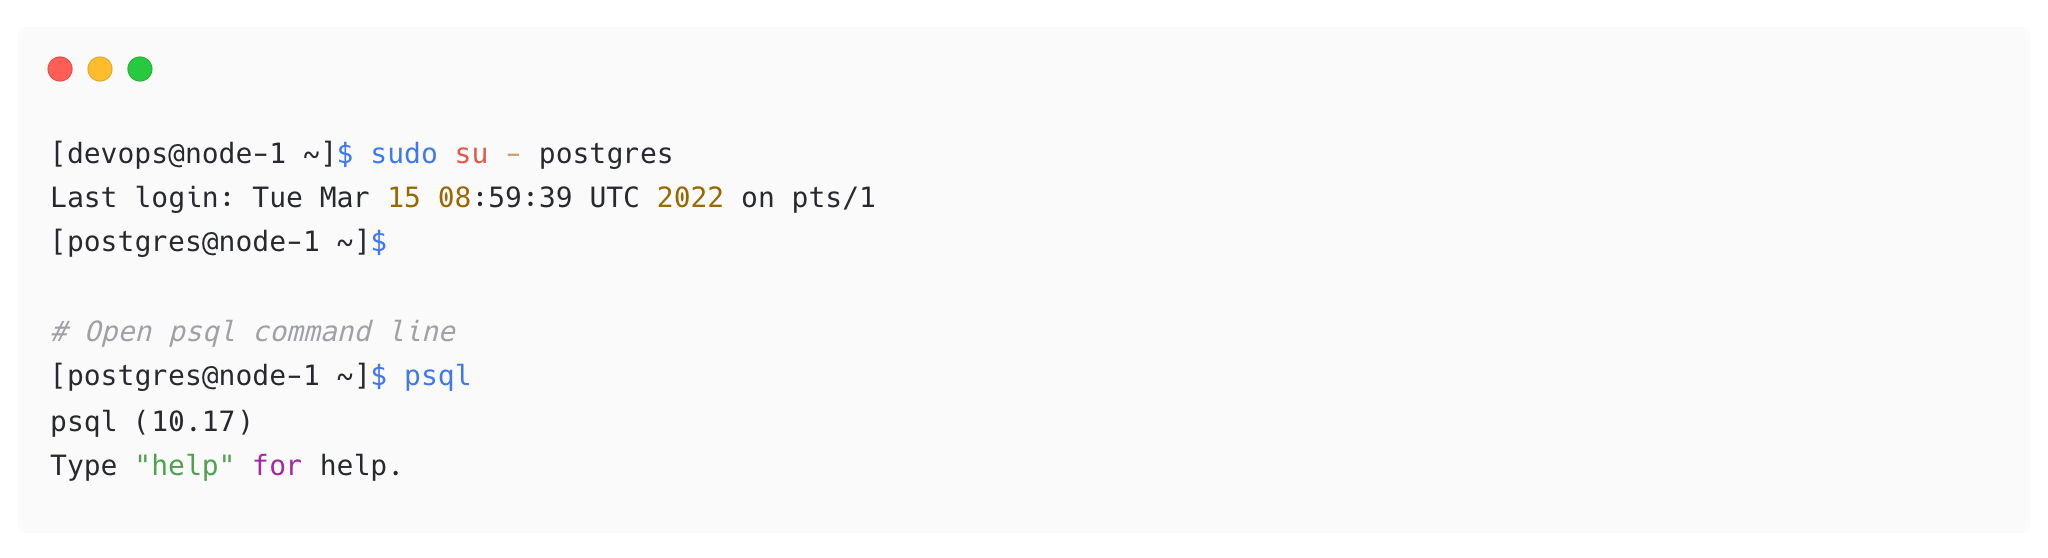 [devops@node-1 ~]$ sudo su - postgres
Last login: Tue Mar 15 08:59:39 UTC 2022 on pts/1
[postgres@node-1 ~]$
# Open psql command line
[postgres@node-1 ~]$ psql
psql (10.17)
Type "help" for help.